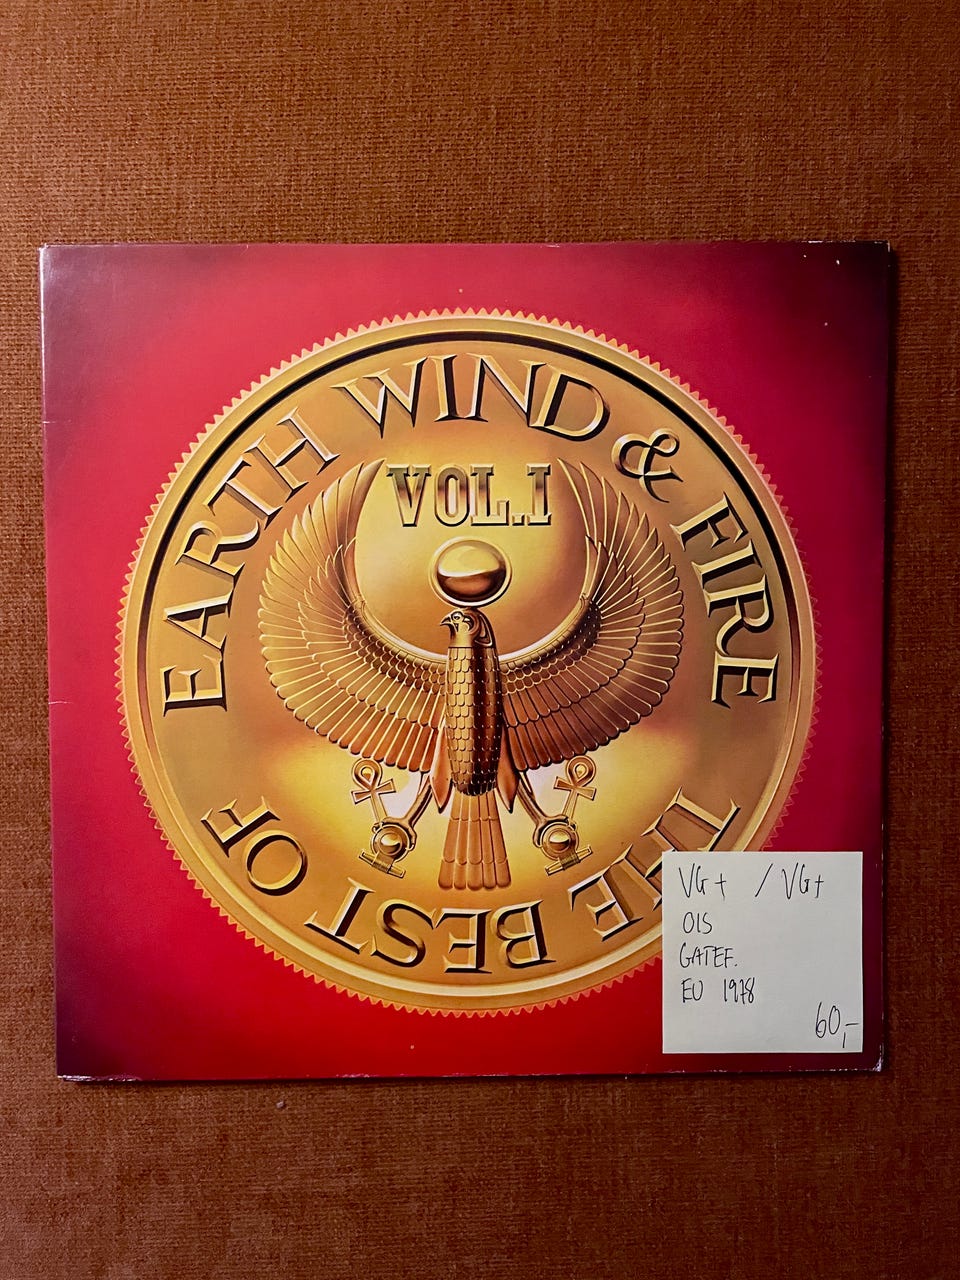 EARTH WIND & FIRE
VOL.I
THE BEST OF
VG+ / VG+
OIS
GATEF.
EU 1978
60,-